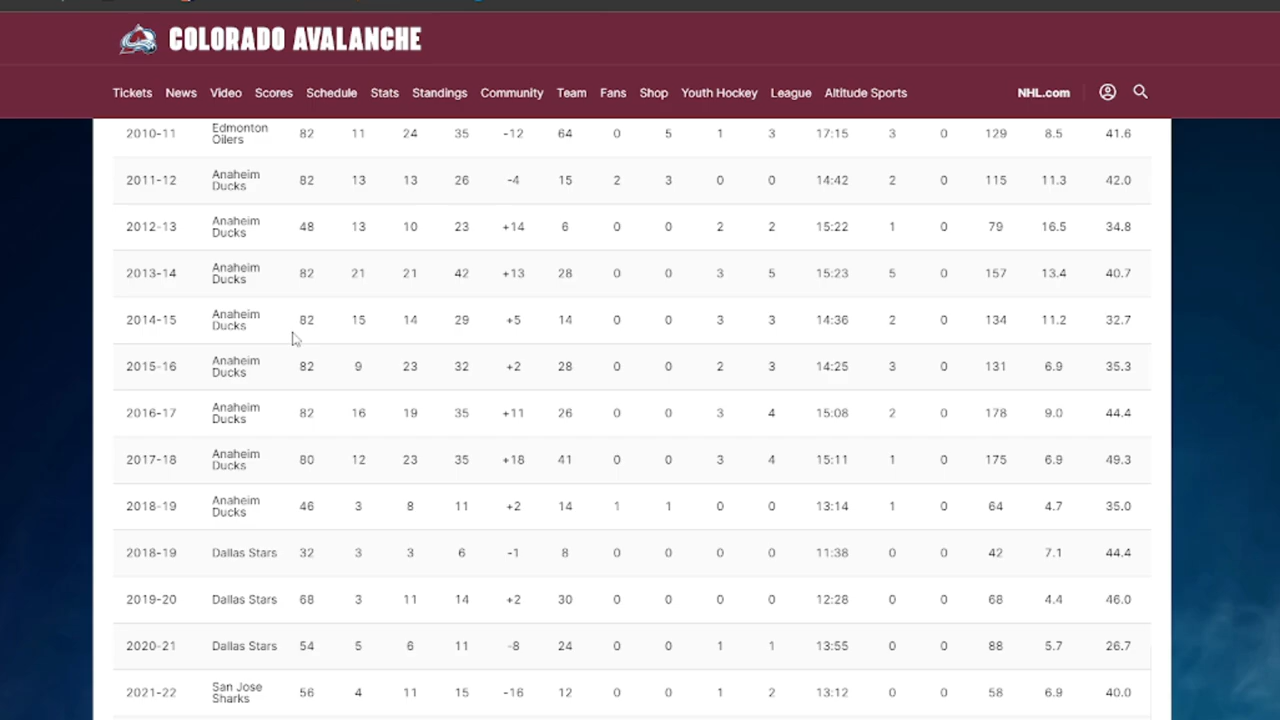 COLORADO AVALANCHE
Tickets News Video Scores Schedule Stats Standings Community Team Fans Shop Youth Hockey League Altitude Sports NHL.com
2010-11 Edmonton Oilers 82 11 24 35 -12 64 0 5 1 3 17:15 3 0 129 8.5 41.6
2011-12 Anaheim Ducks 82 13 13 26 -4 15 2 3 0 0 14:42 2 0 115 11.3 42.0
2012-13 Anaheim Ducks 48 13 10 23 +14 6 0 0 2 2 15:22 1 0 79 16.5 34.8
2013-14 Anaheim Ducks 82 21 21 42 +13 28 0 0 3 5 15:23 5 0 157 13.4 40.7
2014-15 Anaheim Ducks 82 15 14 29 +5 14 0 0 3 3 14:36 2 0 134 11.2 32.7
2015-16 Anaheim Ducks 82 9 23 32 +2 28 0 0 2 3 14:25 3 0 131 6.9 35.3
2016-17 Anaheim Ducks 82 16 19 35 +11 26 0 0 3 4 15:08 2 0 178 9.0 44.4
2017-18 Anaheim Ducks 80 12 23 35 +18 41 0 0 3 4 15:11 1 0 175 6.9 49.3
2018-19 Anaheim Ducks 46 3 8 11 +2 14 1 1 0 0 13:14 1 0 64 4.7 35.0
2018-19 Dallas Stars 32 3 3 6 -1 8 0 0 0 0 11:38 0 0 42 7.1 44.4
2019-20 Dallas Stars 68 3 11 14 +2 30 0 0 0 0 12:28 0 0 68 4.4 46.0
2020-21 Dallas Stars 54 5 6 11 -8 24 0 0 1 1 13:55 0 0 88 5.7 26.7
2021-22 San Jose Sharks 56 4 11 15 -16 12 0 0 1 2 13:12 0 0 58 6.9 40.0